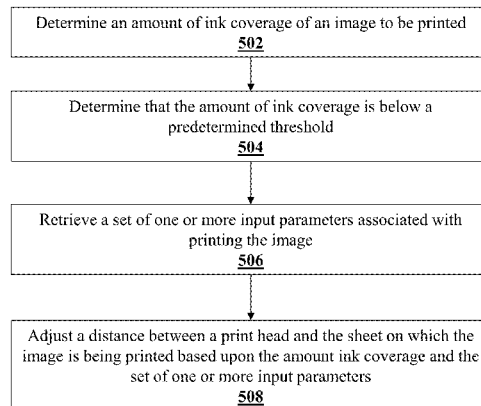 Determine an amount of ink coverage of an image to be printed
502
Determine that the amount of ink coverage is below a
predetermined threshold
504
Retrieve a set of one or more input parameters associated with
printing the image
506
Adjust a distance between a print head and the sheet on which the
image is being printed based upon the amount ink coverage and the
set of one or more input parameters
508